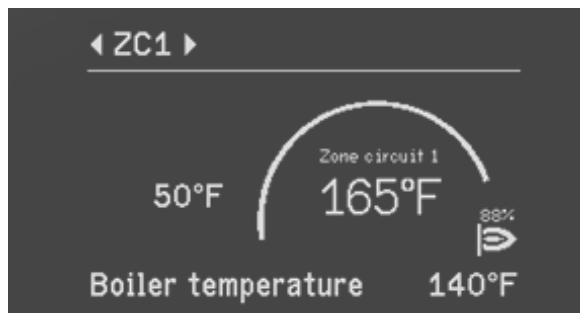 ZC1
Zone circuit 1
50°F
165°F
88%
Boiler temperature 140°F